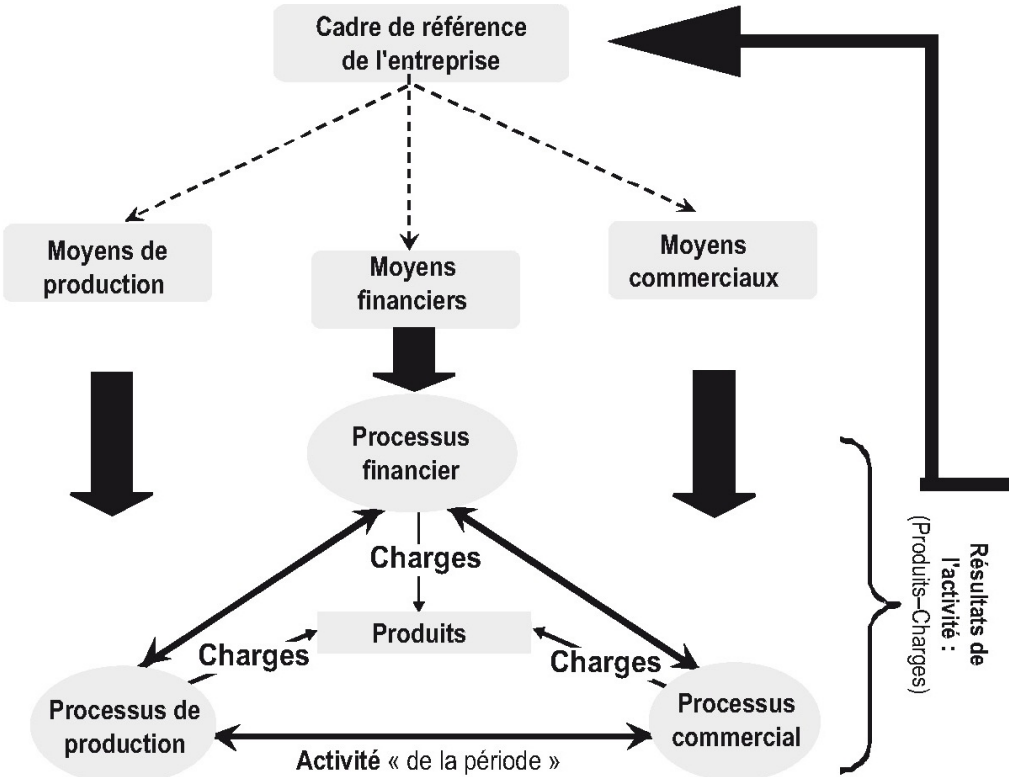 Cadre de référence
de l'entreprise
Moyens de
production
Moyens
financiers
Moyens
commerciaux
Processus
financier
Charges
Produits
Charges
Charges
Processus de
production
Processus
commercial
Activité « de la période »
Résultats de
l'activité :
(Produits–Charges)